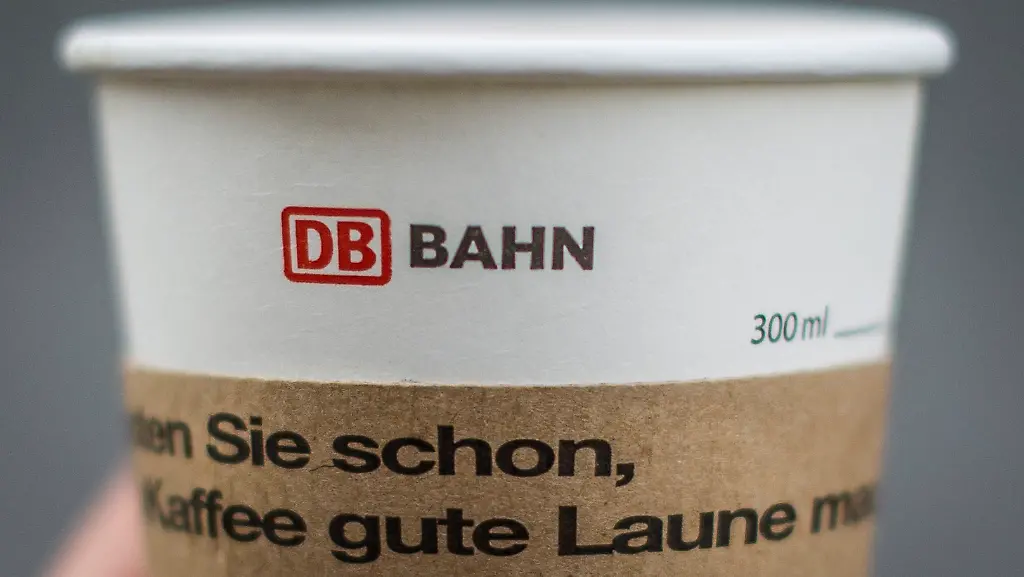 DB BAHN
300 ml
Sie schon,
Kaffee gute Laune